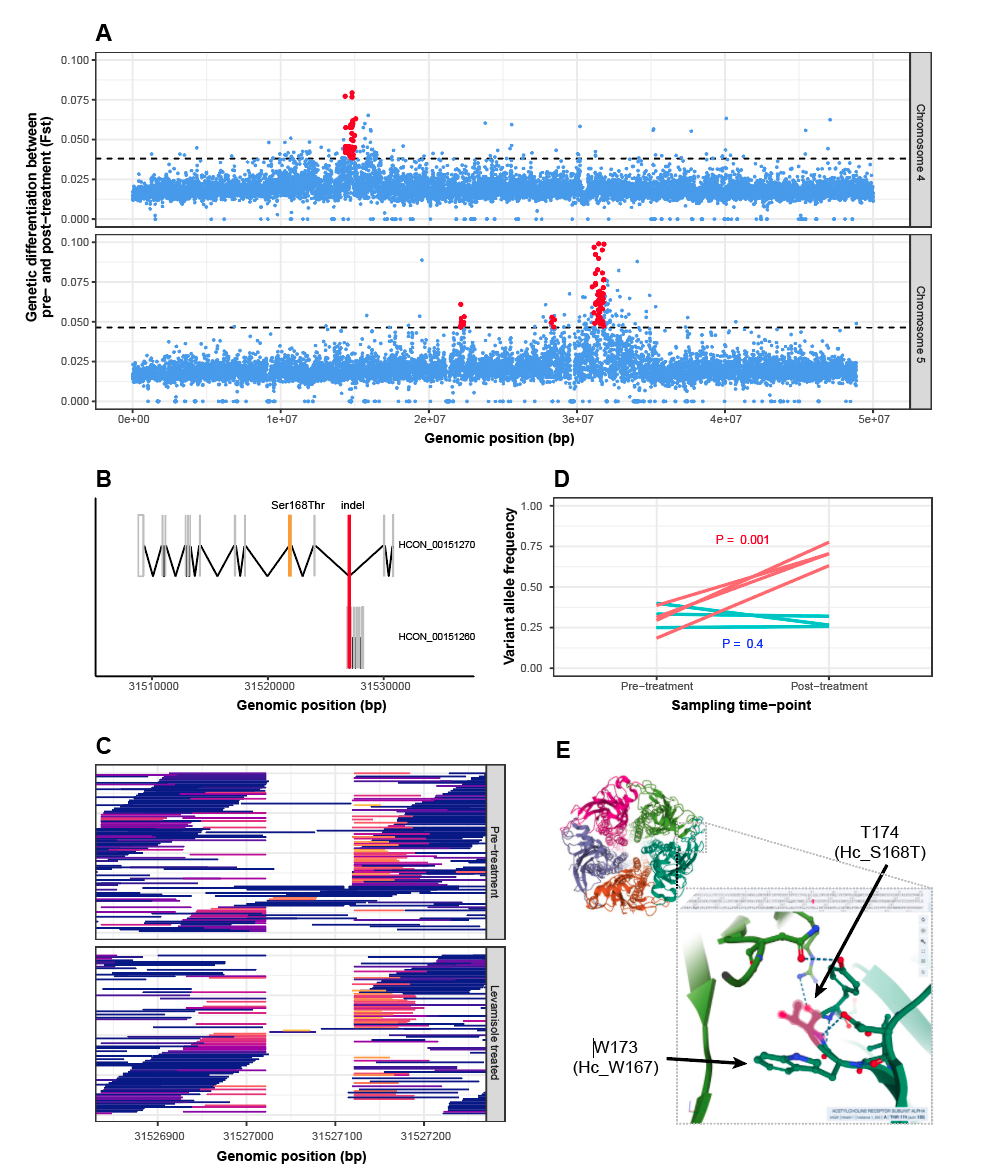 A
Genetic differentiation between
pre− and post−treatment (Fst)
0.100
0.075
0.050
0.025
0.000
Chromosome 4
0.100
0.075
0.050
0.025
0.000
Chromosome 5
0e+00 1e+07 2e+07 3e+07 4e+07 5e+07
Genomic position (bp)
B
Ser168Thr indel
HCON_00151270
HCON_00151260
31510000 31520000 31530000
Genomic position (bp)
D
Variant allele frequency
1.00
0.75
0.50
0.25
0.00
P = 0.001
P = 0.4
Pre−treatment Post−treatment
Sampling time−point
C
Pre−treatment
Levamisole treated
31526900 31527000 31527100 31527200
Genomic position (bp)
E
T174
(Hc_S168T)
W173
(Hc_W167)
ACETYLCHOLINE RECEPTOR SUBUNIT ALPHA